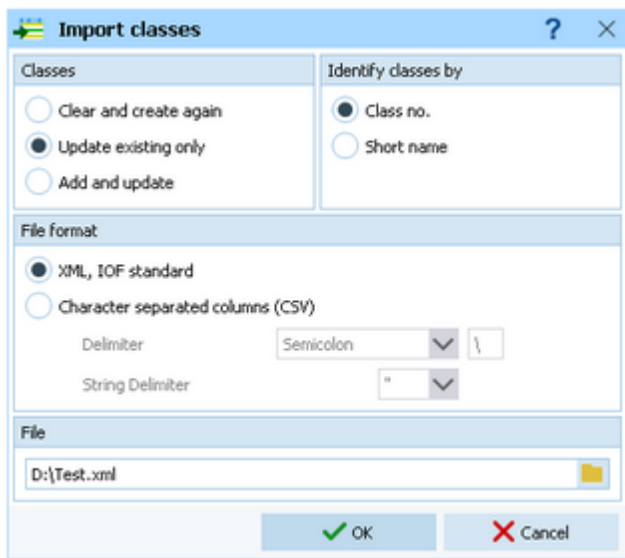 Import classes ?
Classes
Clear and create again
Update existing only
Add and update
Identify classes by
Class no.
Short name
File format
XML, IOF standard
Character separated columns (CSV)
Delimiter Semicolon \
String Delimiter "
File
D:\Test.xml
OK Cancel